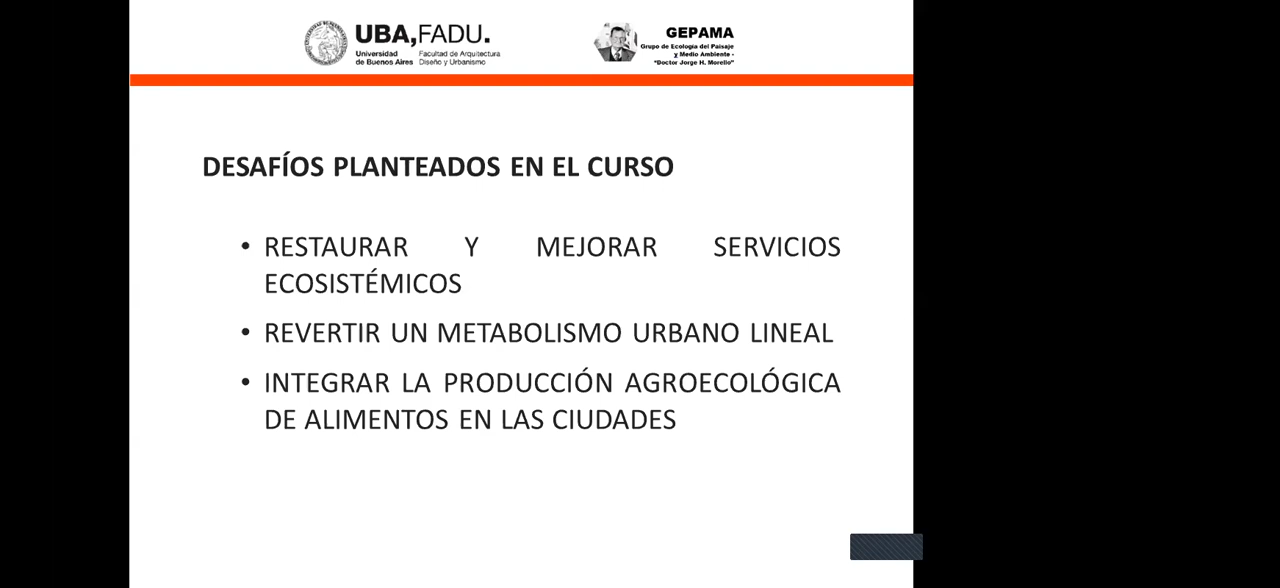 UBA,FADU.
Universidad de Buenos Aires
Facultad de Arquitectura Diseño y Urbanismo
GEPAMA
Grupo de Ecología del Paisaje
y Medio Ambiente -
"Doctor Jorge H. Morello"
DESAFÍOS PLANTEADOS EN EL CURSO
• RESTAURAR Y MEJORAR SERVICIOS
ECOSISTÉMICOS
• REVERTIR UN METABOLISMO URBANO LINEAL
• INTEGRAR LA PRODUCCIÓN AGROECOLÓGICA
DE ALIMENTOS EN LAS CIUDADES